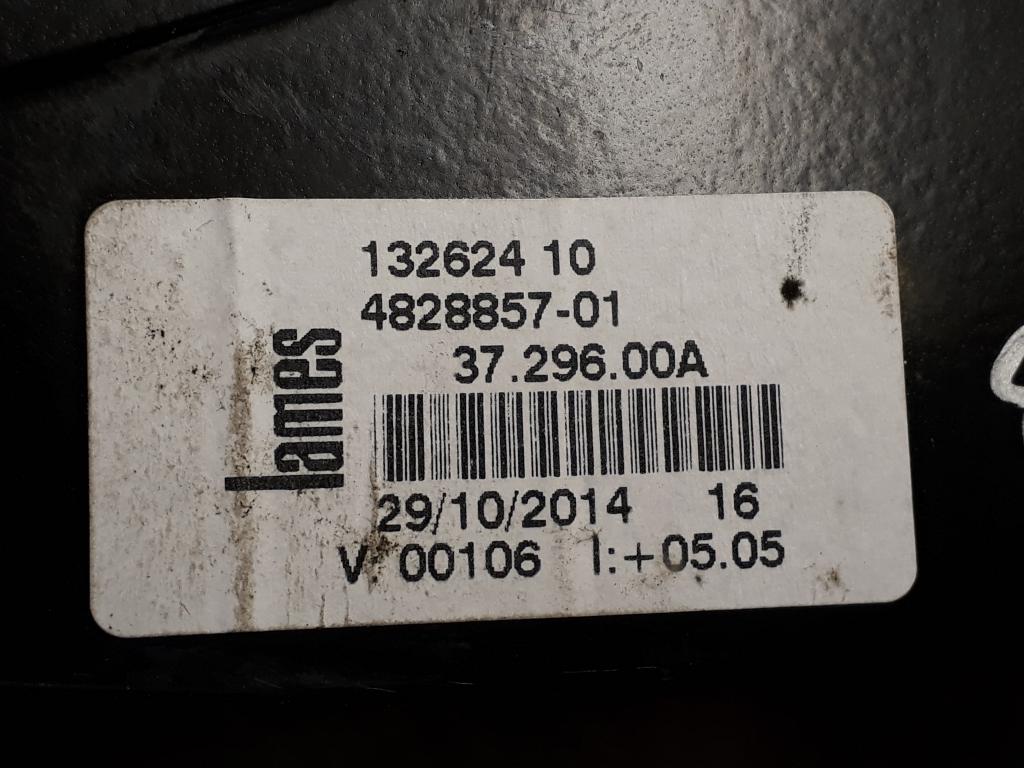 132624 10
4828857-01
37.296.00A
lames
29/10/2014 16
V. 00106 I:+05.05